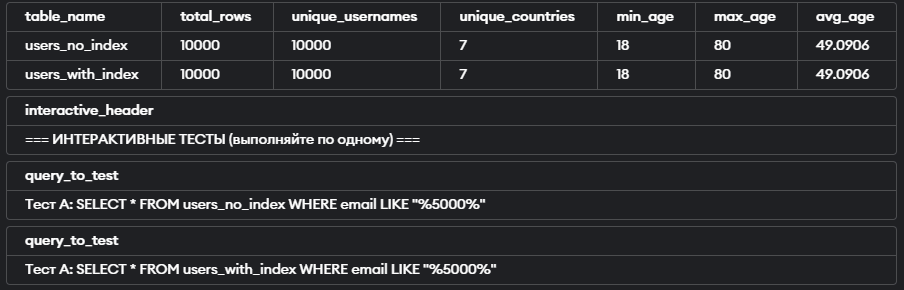 table_name total_rows unique_usernames unique_countries min_age max_age avg_age
users_no_index 10000 10000 7 18 80 49.0906
users_with_index 10000 10000 7 18 80 49.0906
interactive_header
=== ИНТЕРАКТИВНЫЕ ТЕСТЫ (выполняйте по одному) ===
query_to_test
Тест A: SELECT * FROM users_no_index WHERE email LIKE "%5000%"
query_to_test
Тест A: SELECT * FROM users_with_index WHERE email LIKE "%5000%"